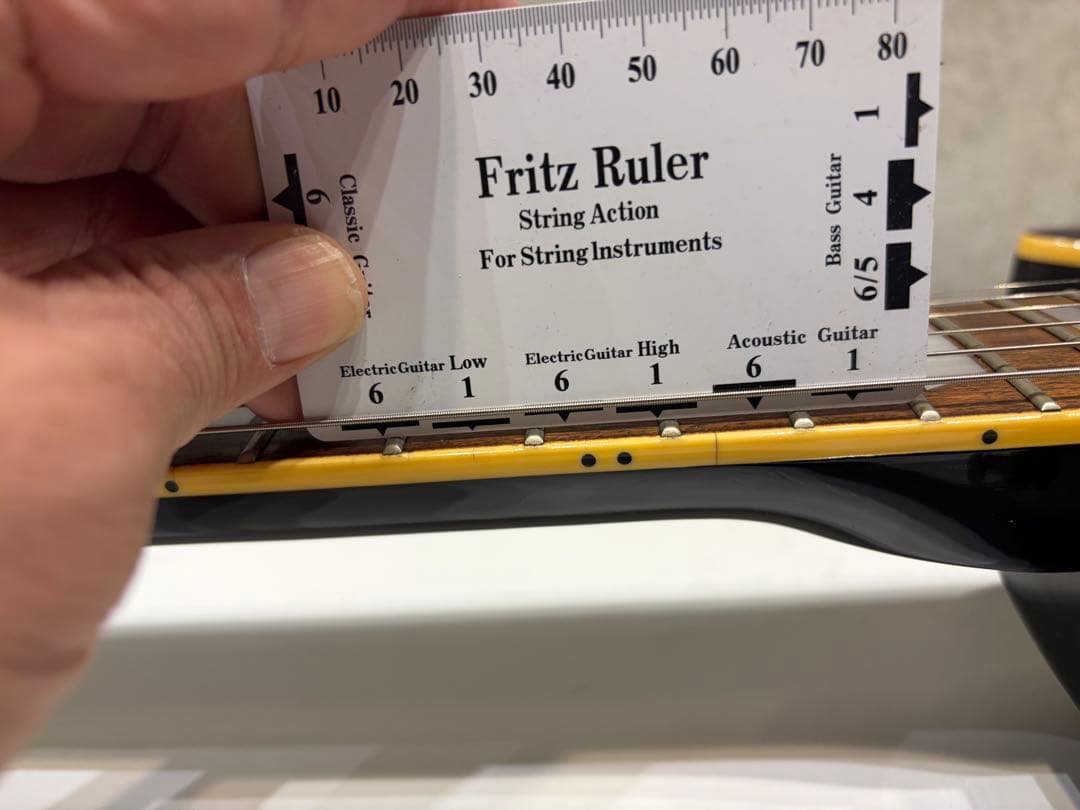 10 20 30 40 50 60 70 80
Fritz Ruler
String Action
For String Instruments
6
Classic
Bass Guitar
1
4
6/5
Electric Guitar Low
6 1
Electric Guitar High
6 1
Acoustic Guitar
6 1